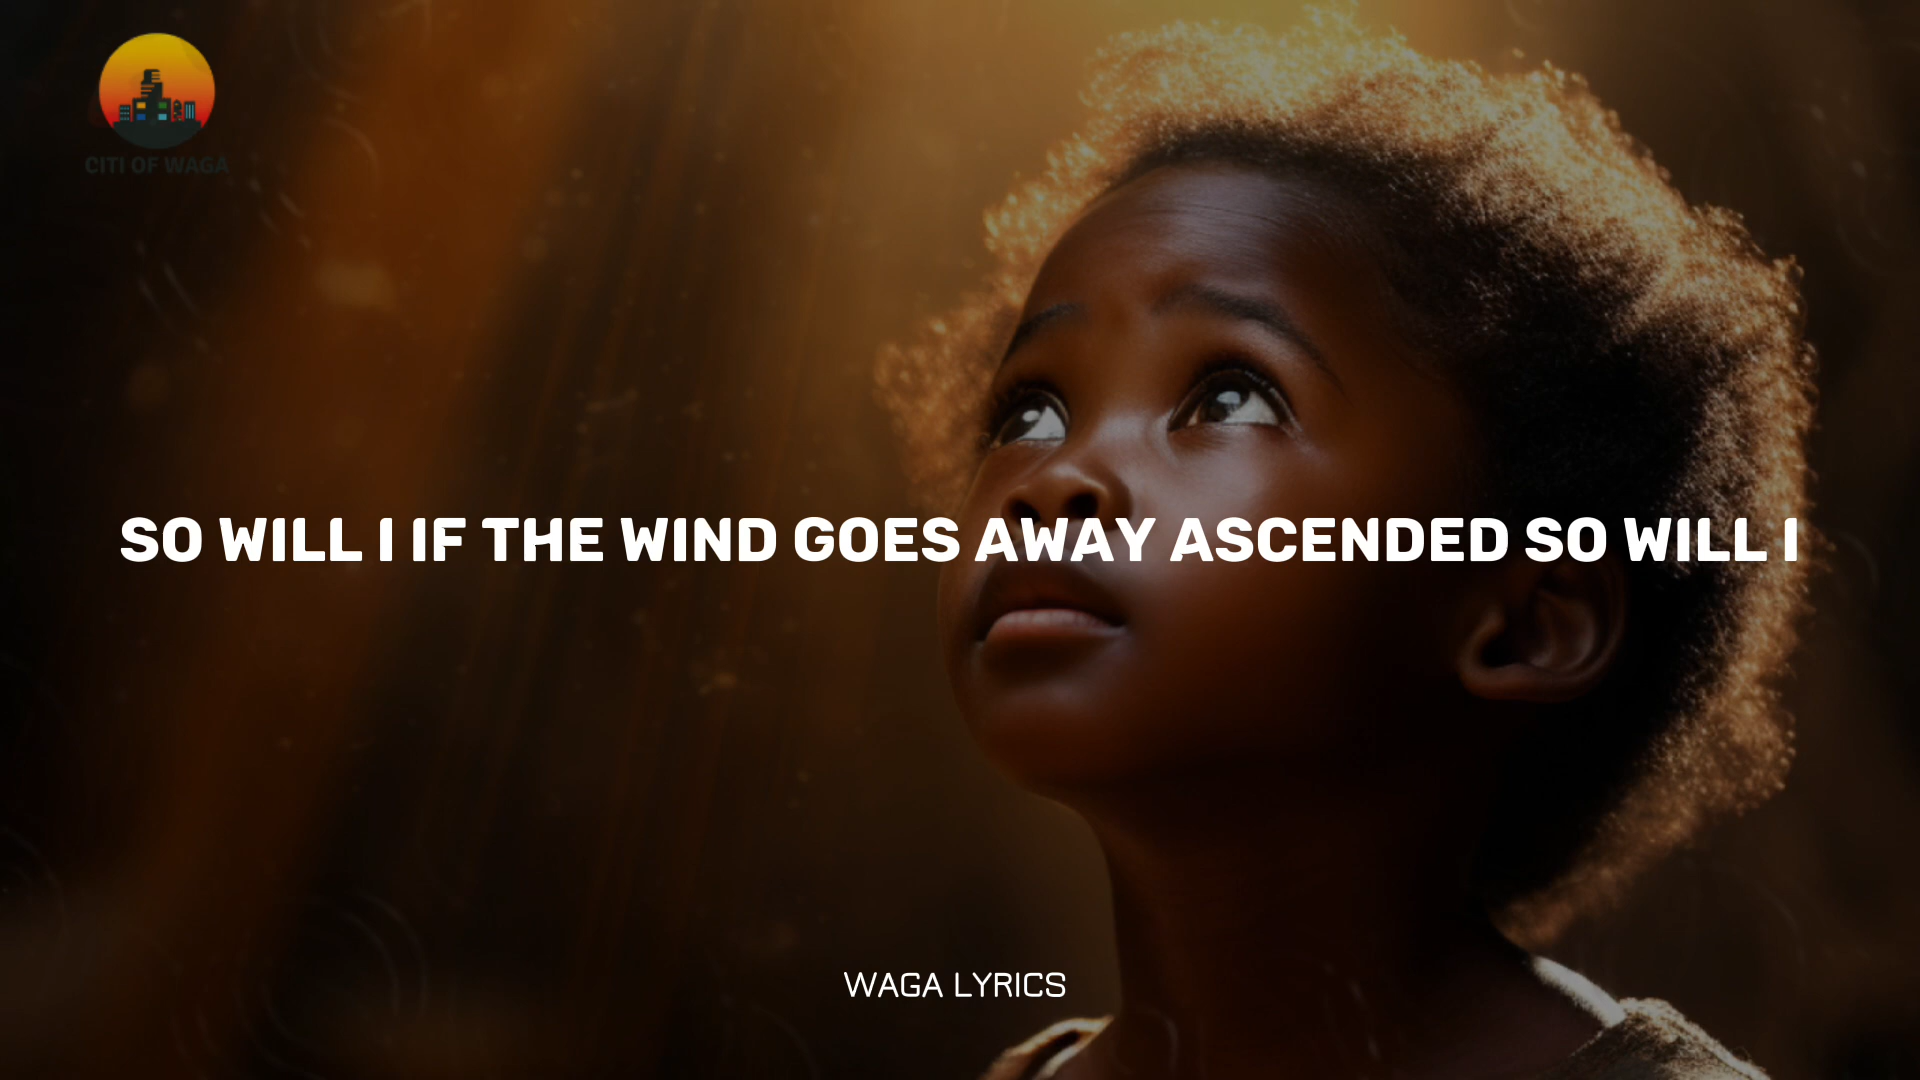 CITI OF WAGA
SO WILL I IF THE WIND GOES AWAY ASCENDED SO WILL I
WAGA LYRICS